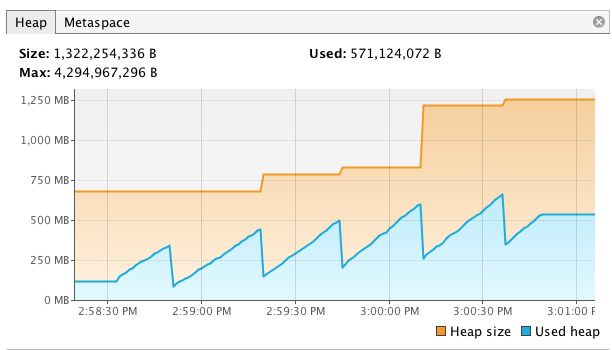 Heap Metaspace
Size: 1,322,254,336 B Used: 571,124,072 B
Max: 4,294,967,296 B
1,250 MB
1,000 MB
750 MB
500 MB
250 MB
0 MB
2:58:30 PM 2:59:00 PM 2:59:30 PM 3:00:00 PM 3:00:30 PM 3:01:00 F
Heap size Used heap